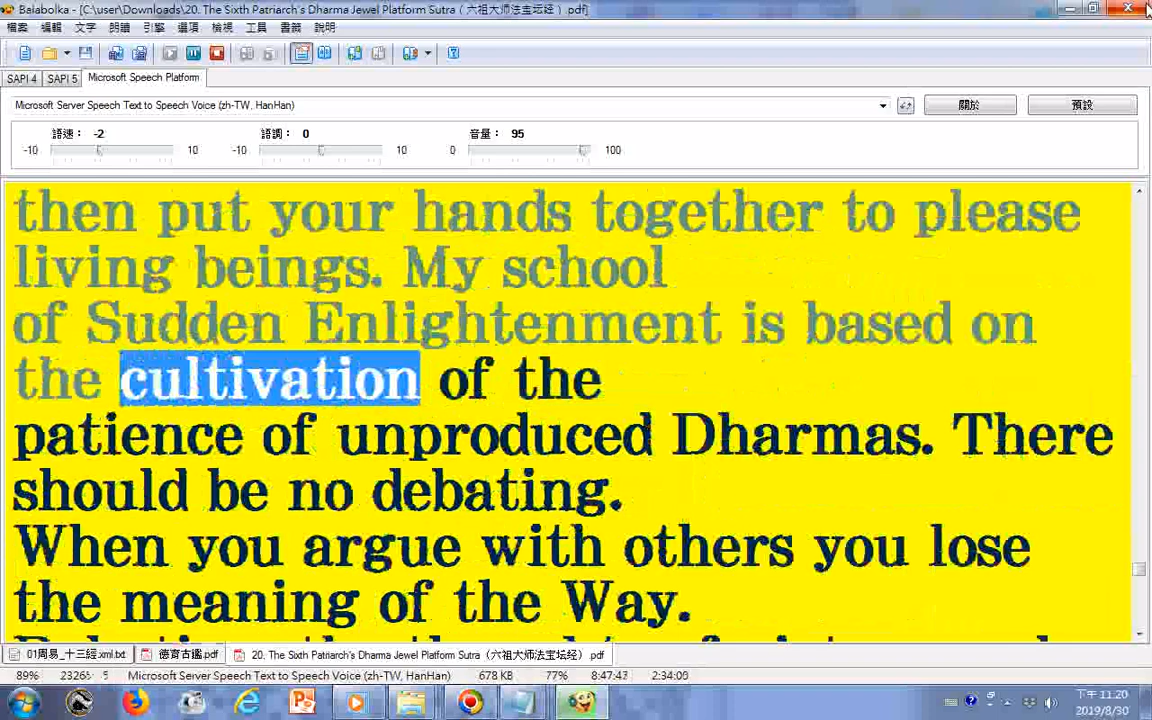 Balabolka - [C:\user\Downloads\20. The Sixth Patriarch's Dharma Jewel Platform Sutra（六祖大师法宝坛经）.pdf]
檔案 編輯 文字 朗讀 引擎 選項 檢視 工具 書籤 說明
SAPI 4 SAPI 5 Microsoft Speech Platform
Microsoft Server Speech Text to Speech Voice (zh-TW, HanHan) 關於 預設
語速： -2 語調： 0 音量： 95
-10 10 -10 10 0 100
then put your hands together to please
living beings. My school
of Sudden Enlightenment is based on
the cultivation of the
patience of unproduced Dharmas. There
should be no debating.
When you argue with others you lose
the meaning of the Way.
01周易_十三經.xml.txt 德育古鑑.pdf 20. The Sixth Patriarch's Dharma Jewel Platform Sutra（六祖大师法宝坛经）.pdf
89% Microsoft Server Speech Text to Speech Voice (zh-TW, HanHan) 678 KB 77% 8:47:43 2:34:00
下午 11:20
2019/8/30